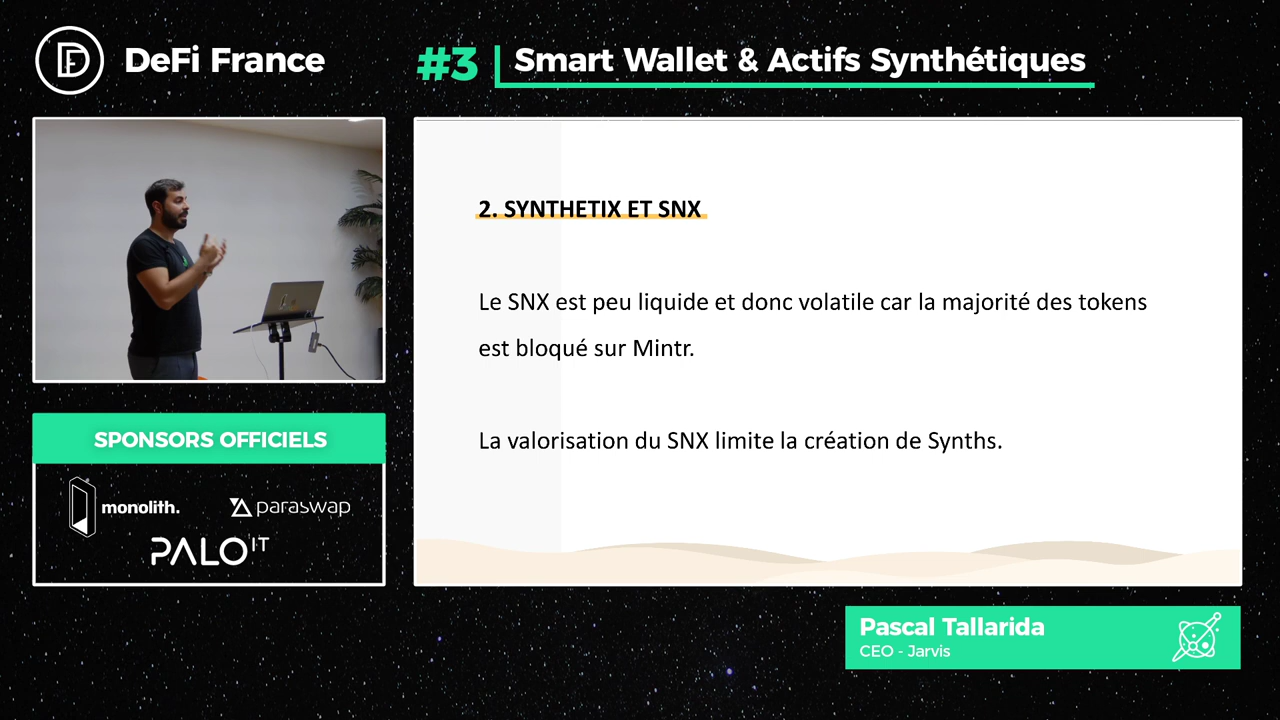 DeFi France
#3 Smart Wallet & Actifs Synthétiques
2. SYNTHETIX ET SNX
Le SNX est peu liquide et donc volatile car la majorité des tokens
est bloqué sur Mintr.
La valorisation du SNX limite la création de Synths.
SPONSORS OFFICIELS
monolith.
paraswap
PALO IT
Pascal Tallarida
CEO - Jarvis